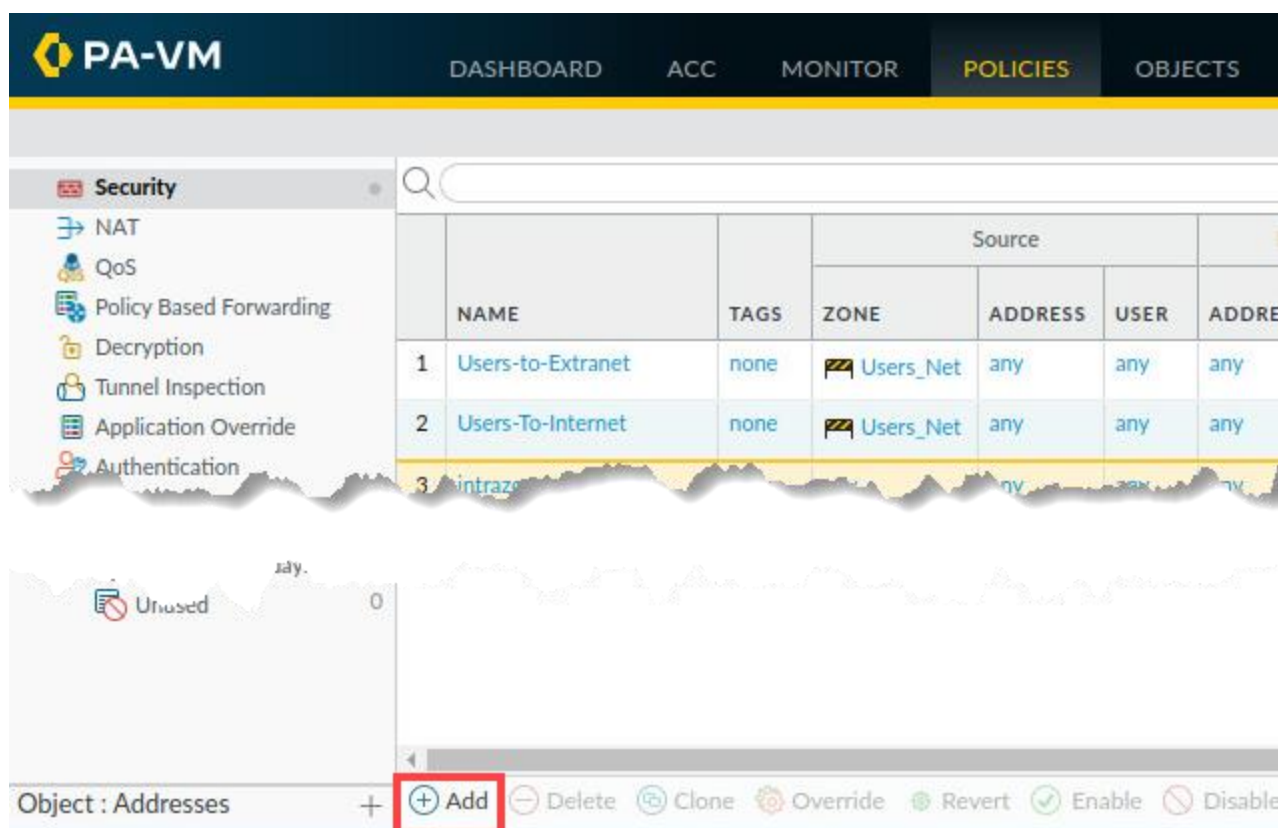 PA-VM
DASHBOARD ACC MONITOR POLICIES OBJECTS
Security
NAT
QoS
Policy Based Forwarding
Decryption
Tunnel Inspection
Application Override
Authentication
Source
NAME TAGS ZONE ADDRESS USER ADDRE
1 Users-to-Extranet none Users_Net any any any
2 Users-To-Internet none Users_Net any any any
3
Unused 0
Object : Addresses +
Add Delete Clone Override Revert Enable Disable